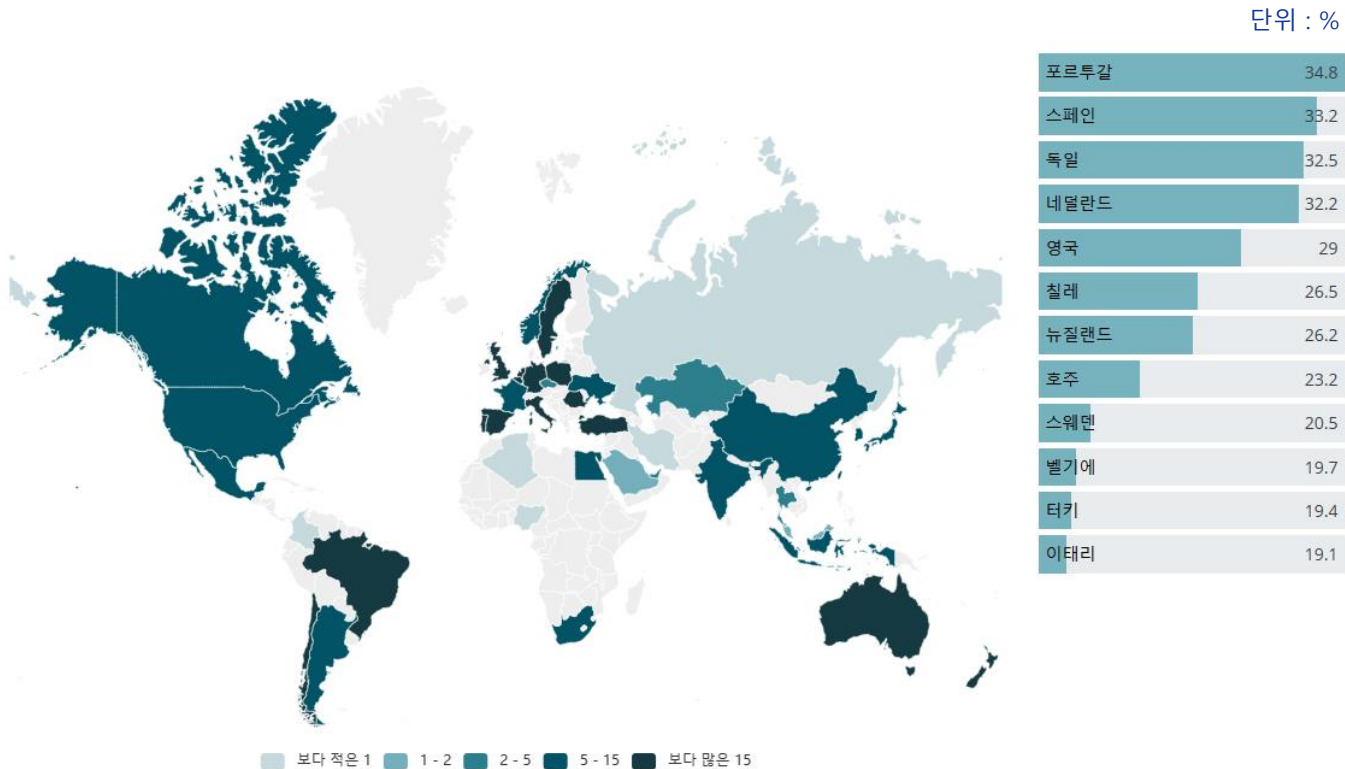 단위 : %
포르투갈 34.8
스페인 33.2
독일 32.5
네덜란드 32.2
영국 29
칠레 26.5
뉴질랜드 26.2
호주 23.2
스웨덴 20.5
벨기에 19.7
터키 19.4
이태리 19.1
보다 적은 1 1 - 2 2 - 5 5 - 15 보다 많은 15